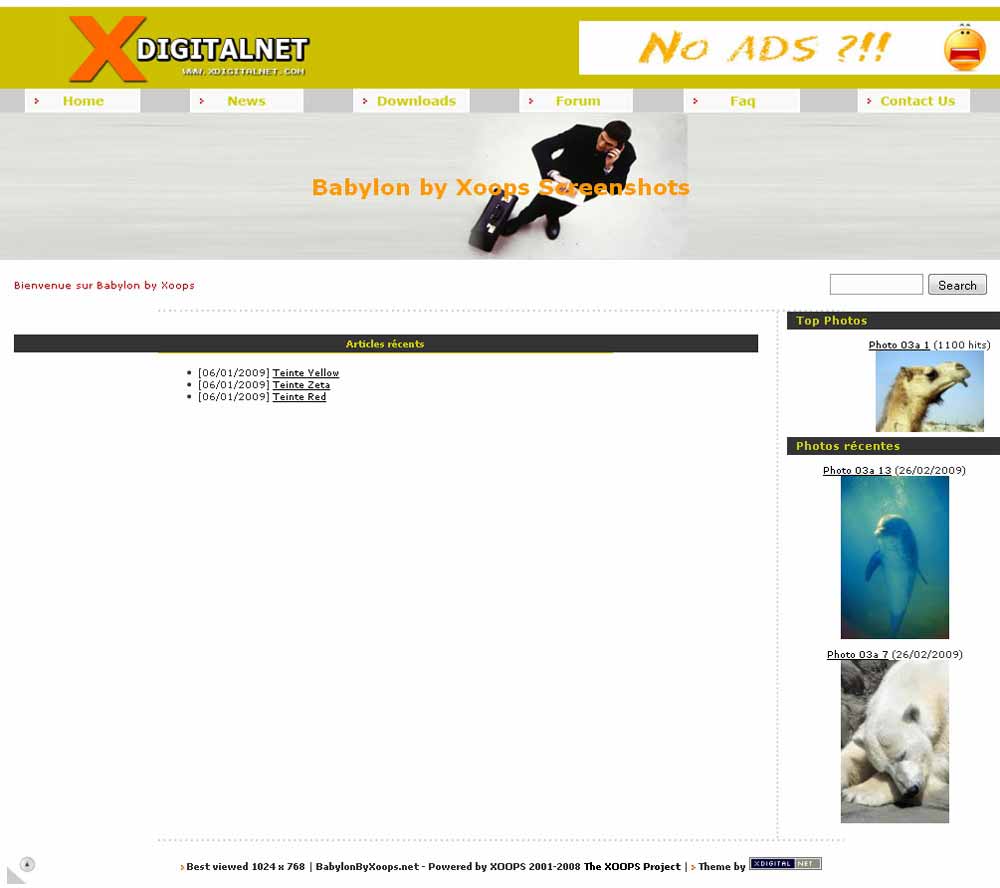 XDIGITALNET
WWW.XDIGITALNET.COM
No ADS ?!!
Home
News
Downloads
Forum
Faq
Contact Us
Babylon by Xoops Screenshots
Bienvenue sur Babylon by Xoops
Search
Articles récents
[06/01/2009] Teinte Yellow
[06/01/2009] Teinte Zeta
[06/01/2009] Teinte Red
Top Photos
Photo 03a 1 (1100 hits)
Photos récentes
Photo 03a 13 (26/02/2009)
Photo 03a 7 (26/02/2009)
Best viewed 1024 x 768 | BabylonByXoops.net - Powered by XOOPS 2001-2008 The XOOPS Project | Theme by XDIGITAL NET